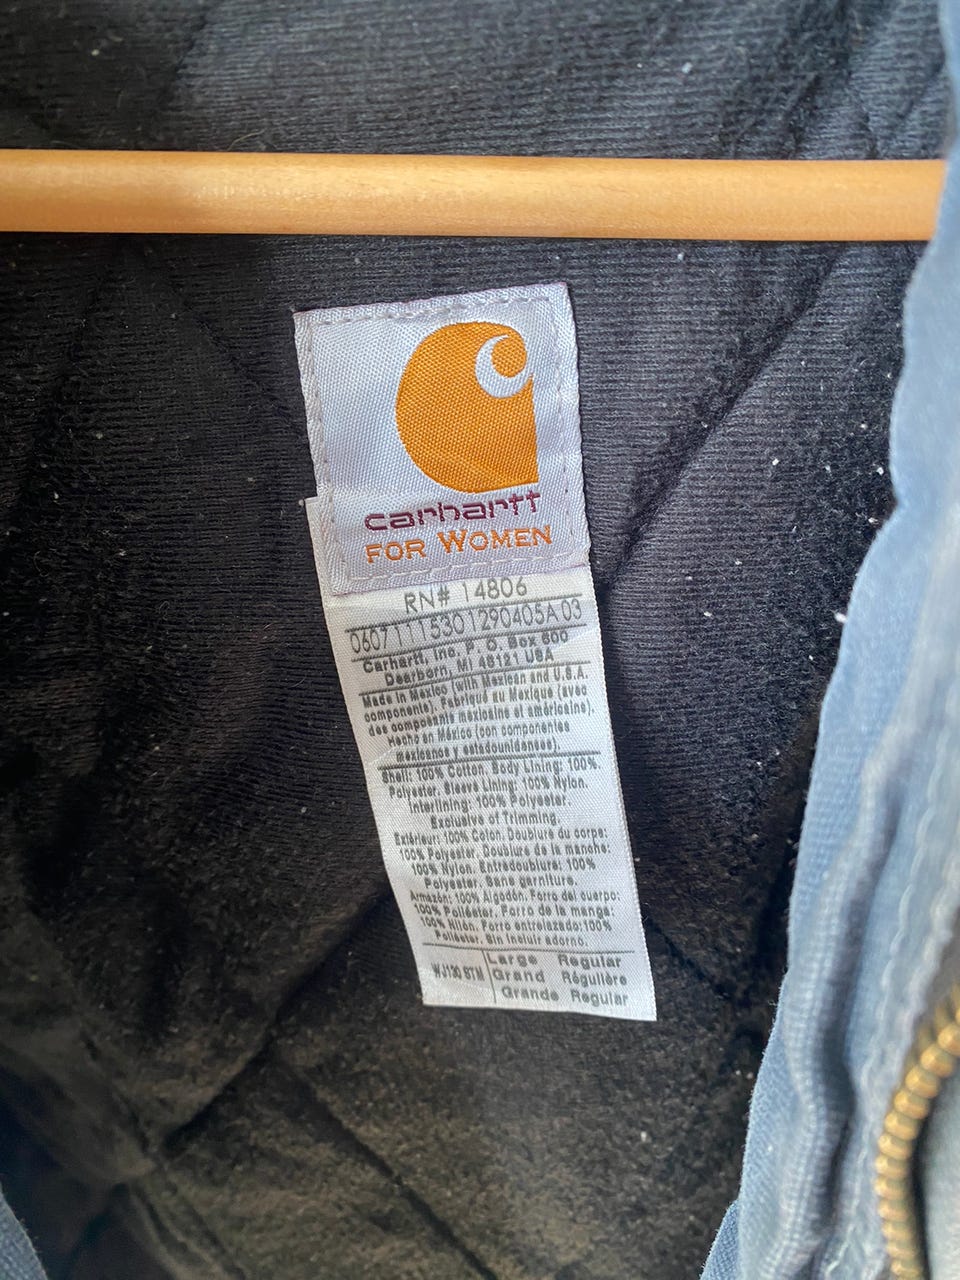 carhartt
FOR WOMEN
RN# 14806
06071115301290405A 03
Carhartt, Inc. P. O. Box 600
Dearborn, MI 48121 USA
Made in Mexico (with Mexican and U.S.A.
components). Fabriqué au Mexique (avec
des composants mexicains et américains).
Hecho en México (con componentes
mexicanos y estadounidenses).
Shell: 100% Cotton. Body Lining: 100%
Polyester. Sleeve Lining: 100% Nylon.
Interlining: 100% Polyester.
Exclusive of Trimming.
Extérieur: 100% Coton. Doublure du corps:
100% Polyester. Doublure de la manche:
100% Nylon. Entredoublure: 100%
Polyester. Sans garniture.
Armazón: 100% Algodón. Forro del cuerpo:
100% Poliéster. Forro de la manga:
100% Nilón. Forro entrelazado: 100%
Poliéster. Sin incluir adorno.
WJ130 STM
Large Regular
Grand Régulière
Grande Regular